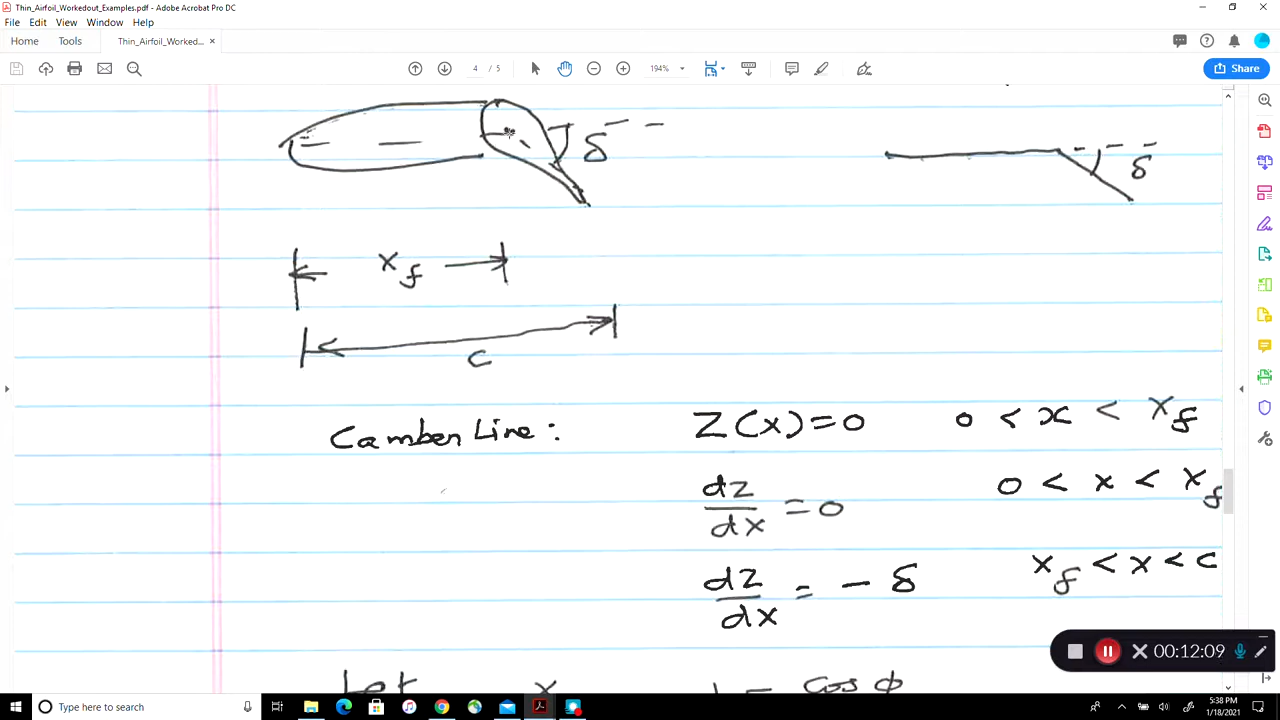 Thin_Airfoil_Workedout_Examples.pdf - Adobe Acrobat Pro DC
File Edit View Window Help
Home Tools Thin_Airfoil_Worked... ×
4 / 5 194% Share
δ
δ
x_f
c
Camber Line : Z(x)=0 0 < x < x_f
dz/dx = 0 0 < x < x_f
dz/dx = - δ x_f < x < c
00:12:09
Let x cos φ
Type here to search
5:38 PM
1/18/2021